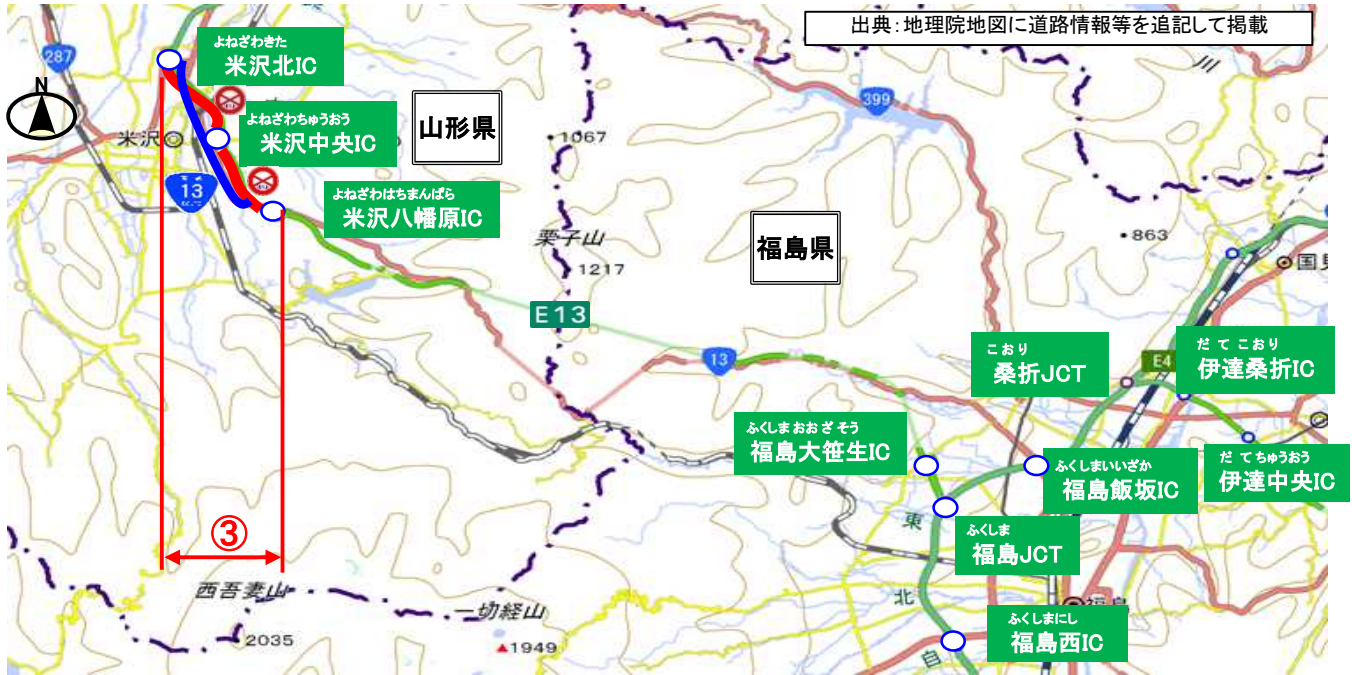 出典：地理院地図に道路情報等を追記して掲載
よねざわきた
米沢北IC
287
N
399
川
よねざわちゅうおう
米沢中央IC
米沢
山形県
1067
13
よねざわはちまんぱら
米沢八幡原IC
栗子山
1217
福島県
863
国見
E13
13
こおり
桑折JCT
E4
だてこおり
伊達桑折IC
ふくしまおおざそう
福島大笹生IC
ふくしまいいざか
福島飯坂IC
だてちゅうおう
伊達中央IC
東
北
自
ふくしま
福島JCT
③
西吾妻山
2035
一切経山
1949
福島
ふくしまにし
福島西IC